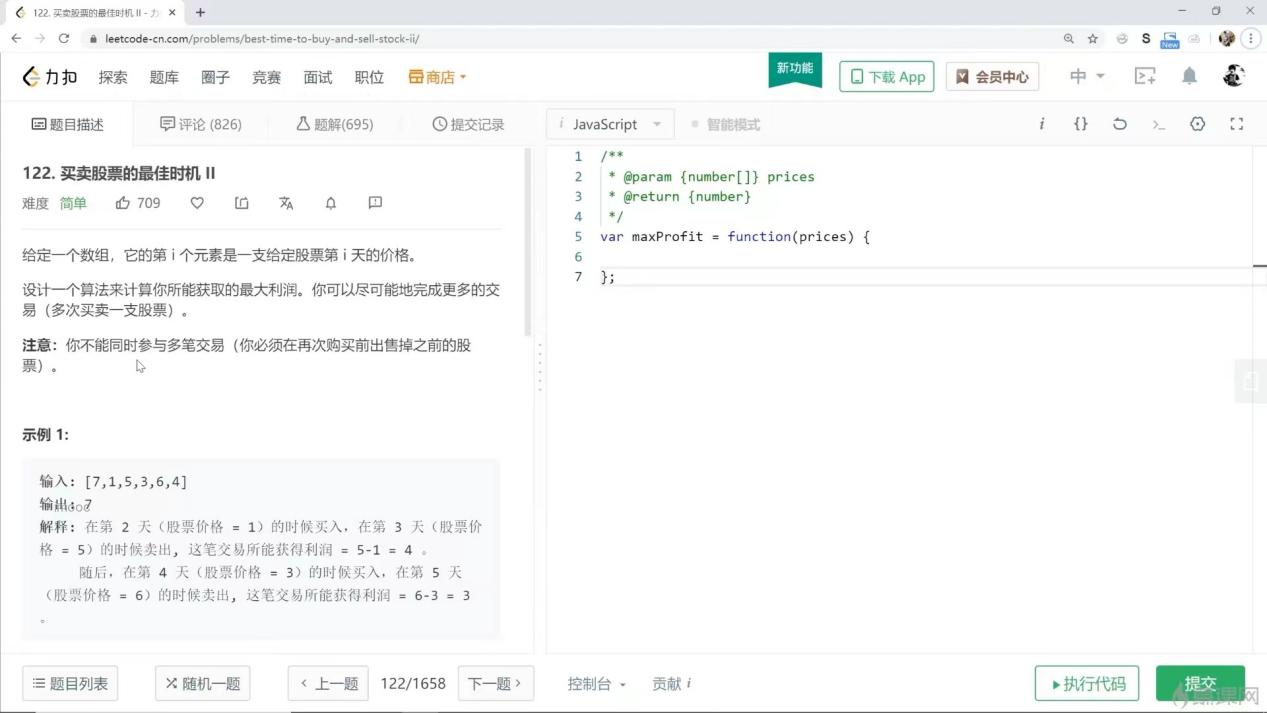 122. 买卖股票的最佳时机 II - 力
leetcode-cn.com/problems/best-time-to-buy-and-sell-stock-ii/
S
New
力扣 探索 题库 圈子 竞赛 面试 职位 商店 新功能 下载 App 会员中心 中
题目描述 评论 (826) 题解(695) 提交记录 i JavaScript 智能模式 i {} >_
122. 买卖股票的最佳时机 II
难度 简单 709
给定一个数组，它的第 i 个元素是一支给定股票第 i 天的价格。
设计一个算法来计算你所能获取的最大利润。你可以尽可能地完成更多的交
易（多次买卖一支股票）。
注意：你不能同时参与多笔交易（你必须在再次购买前出售掉之前的股
票）。
示例 1:
输入: [7,1,5,3,6,4]
输出: 7
mooc
解释: 在第 2 天（股票价格 = 1）的时候买入，在第 3 天（股票价
格 = 5）的时候卖出, 这笔交易所能获得利润 = 5-1 = 4 。
随后，在第 4 天（股票价格 = 3）的时候买入，在第 5 天
（股票价格 = 6）的时候卖出, 这笔交易所能获得利润 = 6-3 = 3
。
1 /**
2 * @param {number[]} prices
3 * @return {number}
4 */
5 var maxProfit = function(prices) {
6
7 };
题目列表 随机一题 上一题 122/1658 下一题 控制台 贡献 i 执行代码 提交
慕课网